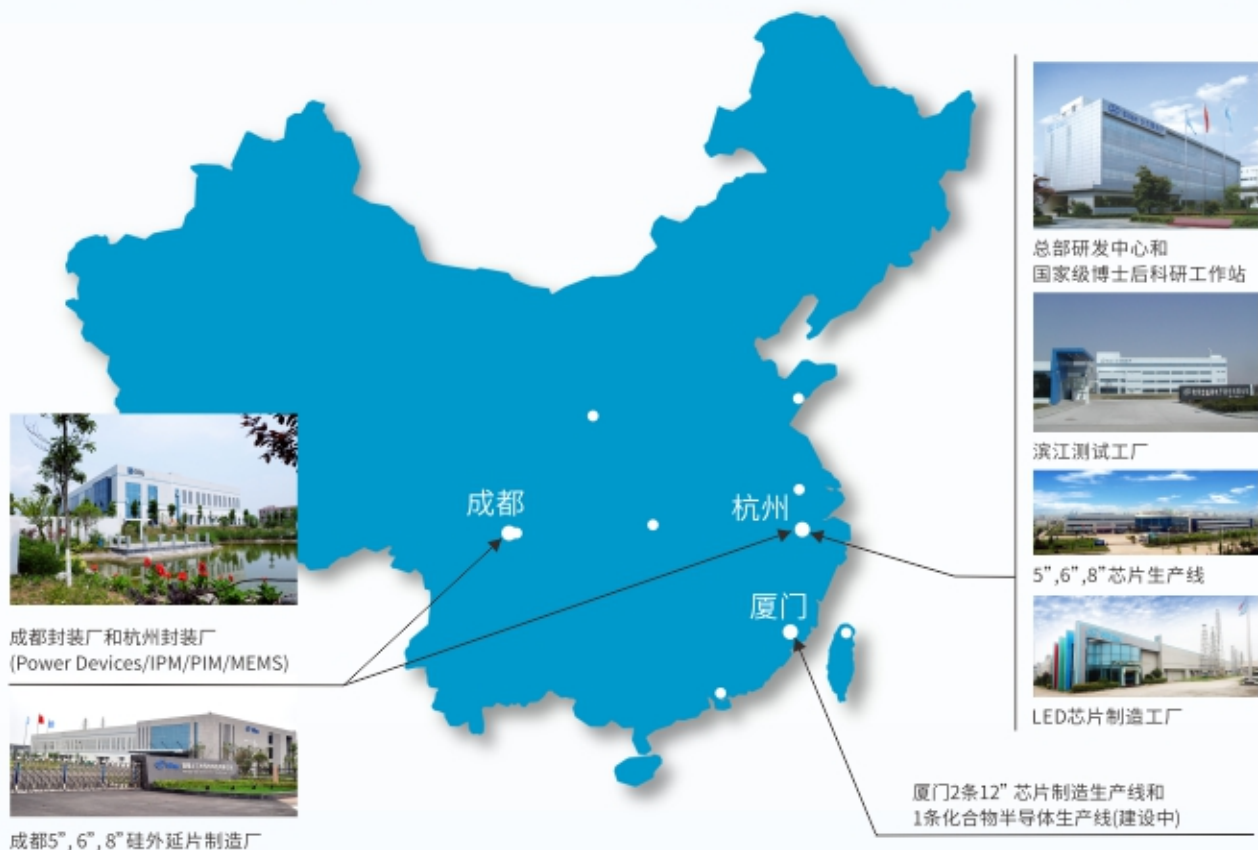 总部研发中心和
国家级博士后科研工作站
滨江测试工厂
5”,6”,8”芯片生产线
LED芯片制造工厂
成都
杭州
厦门
成都封装厂和杭州封装厂
(Power Devices/IPM/PIM/MEMS)
成都5”, 6”, 8”硅外延片制造厂
厦门2条12” 芯片制造生产线和
1条化合物半导体生产线(建设中)